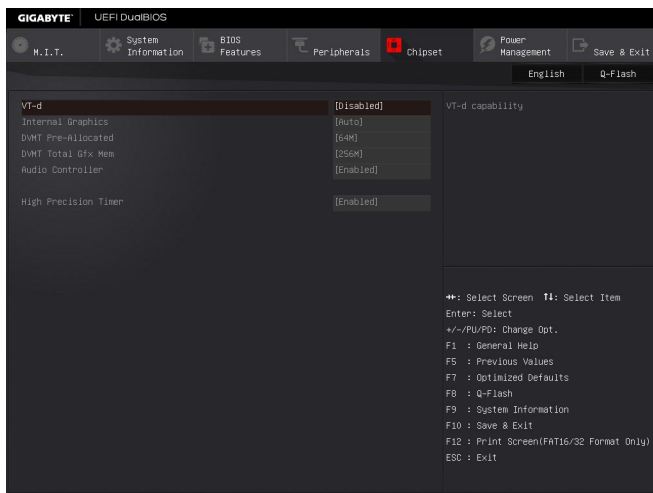 GIGABYTE™ UEFI DualBIOS
M.I.T.
System Information
BIOS Features
Peripherals
Chipset
Power Management
Save & Exit
English Q-Flash
VT-d [Disabled]
Internal Graphics [Auto]
DVMT Pre-Allocated [64M]
DVMT Total Gfx Mem [256M]
Audio Controller [Enabled]
High Precision Timer [Enabled]
VT-d capability
→←: Select Screen ↑↓: Select Item
Enter: Select
+/-/PU/PD: Change Opt.
F1 : General Help
F5 : Previous Values
F7 : Optimized Defaults
F8 : Q-Flash
F9 : System Information
F10 : Save & Exit
F12 : Print Screen(FAT16/32 Format Only)
ESC : Exit